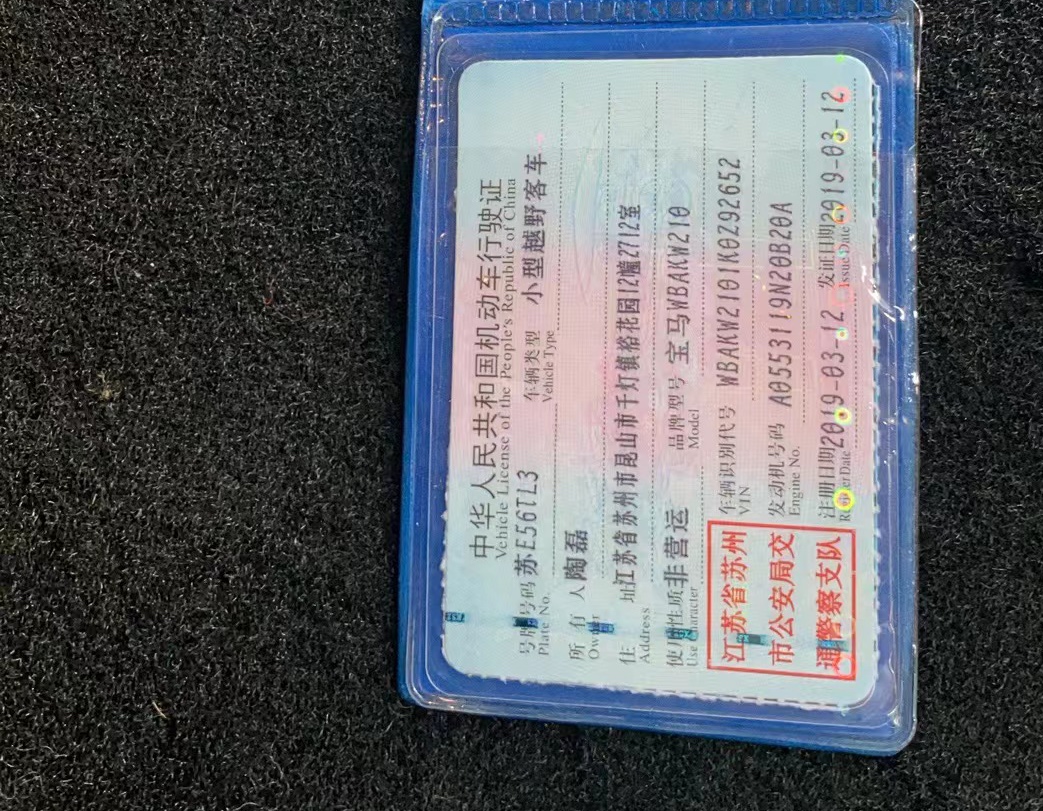 中华人民共和国机动车行驶证
Vehicle License of the People's Republic of China
号牌号码 苏E56TL3 车辆类型 小型越野客车
Plate No. Vehicle Type
所有人 陶磊
Owner
住址 江苏省苏州市昆山市千灯镇裕花园12幢2712室
Address
使用性质 非营运 品牌型号 宝马WBAKW210
Use Character Model
江苏省苏州
市公安局交
通警察支队
车辆识别代号 WBAKW2101K0Z92652
VIN
发动机号码 A0553119N20B20A
Engine No.
注册日期 2019-03-12 发证日期 2019-03-12
Register Date Issue Date